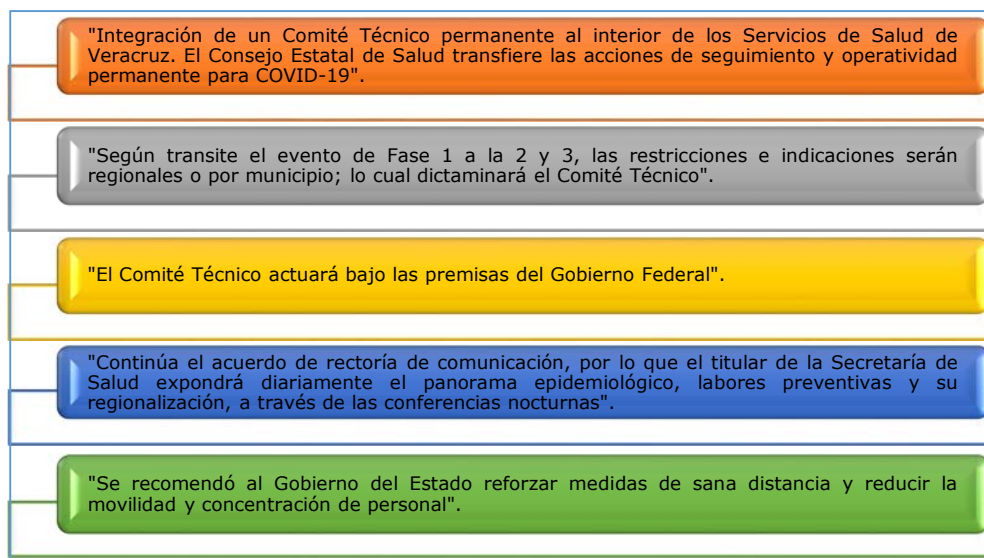 "Integración de un Comité Técnico permanente al interior de los Servicios de Salud de
Veracruz. El Consejo Estatal de Salud transfiere las acciones de seguimiento y operatividad
permanente para COVID-19".
"Según transite el evento de Fase 1 a la 2 y 3, las restricciones e indicaciones serán
regionales o por municipio; lo cual dictaminará el Comité Técnico".
"El Comité Técnico actuará bajo las premisas del Gobierno Federal".
"Continúa el acuerdo de rectoría de comunicación, por lo que el titular de la Secretaría de
Salud expondrá diariamente el panorama epidemiológico, labores preventivas y su
regionalización, a través de las conferencias nocturnas".
"Se recomendó al Gobierno del Estado reforzar medidas de sana distancia y reducir la
movilidad y concentración de personal".